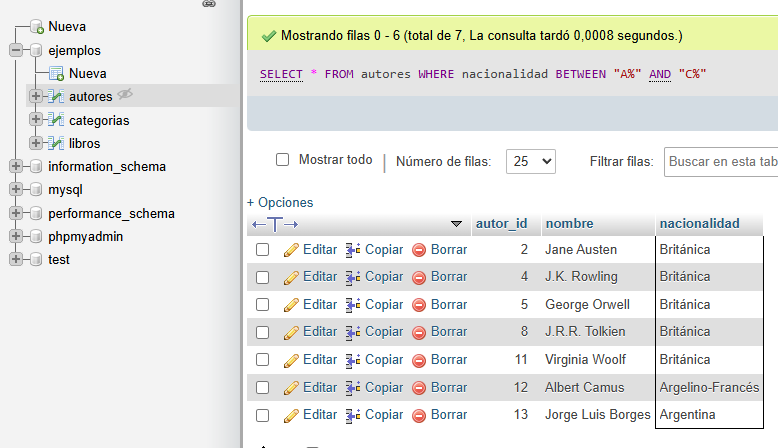 Nueva
ejemplos
Nueva
autores
categorias
libros
information_schema
mysql
performance_schema
phpmyadmin
test
Mostrando filas 0 - 6 (total de 7, La consulta tardó 0,0008 segundos.)
SELECT * FROM autores WHERE nacionalidad BETWEEN "A%" AND "C%"
Mostrar todo Número de filas: 25 Filtrar filas: Buscar en esta tab
+ Opciones
←T→ autor_id nombre nacionalidad
Editar Copiar Borrar 2 Jane Austen Británica
Editar Copiar Borrar 4 J.K. Rowling Británica
Editar Copiar Borrar 5 George Orwell Británica
Editar Copiar Borrar 8 J.R.R. Tolkien Británica
Editar Copiar Borrar 11 Virginia Woolf Británica
Editar Copiar Borrar 12 Albert Camus Argelino-Francés
Editar Copiar Borrar 13 Jorge Luis Borges Argentina